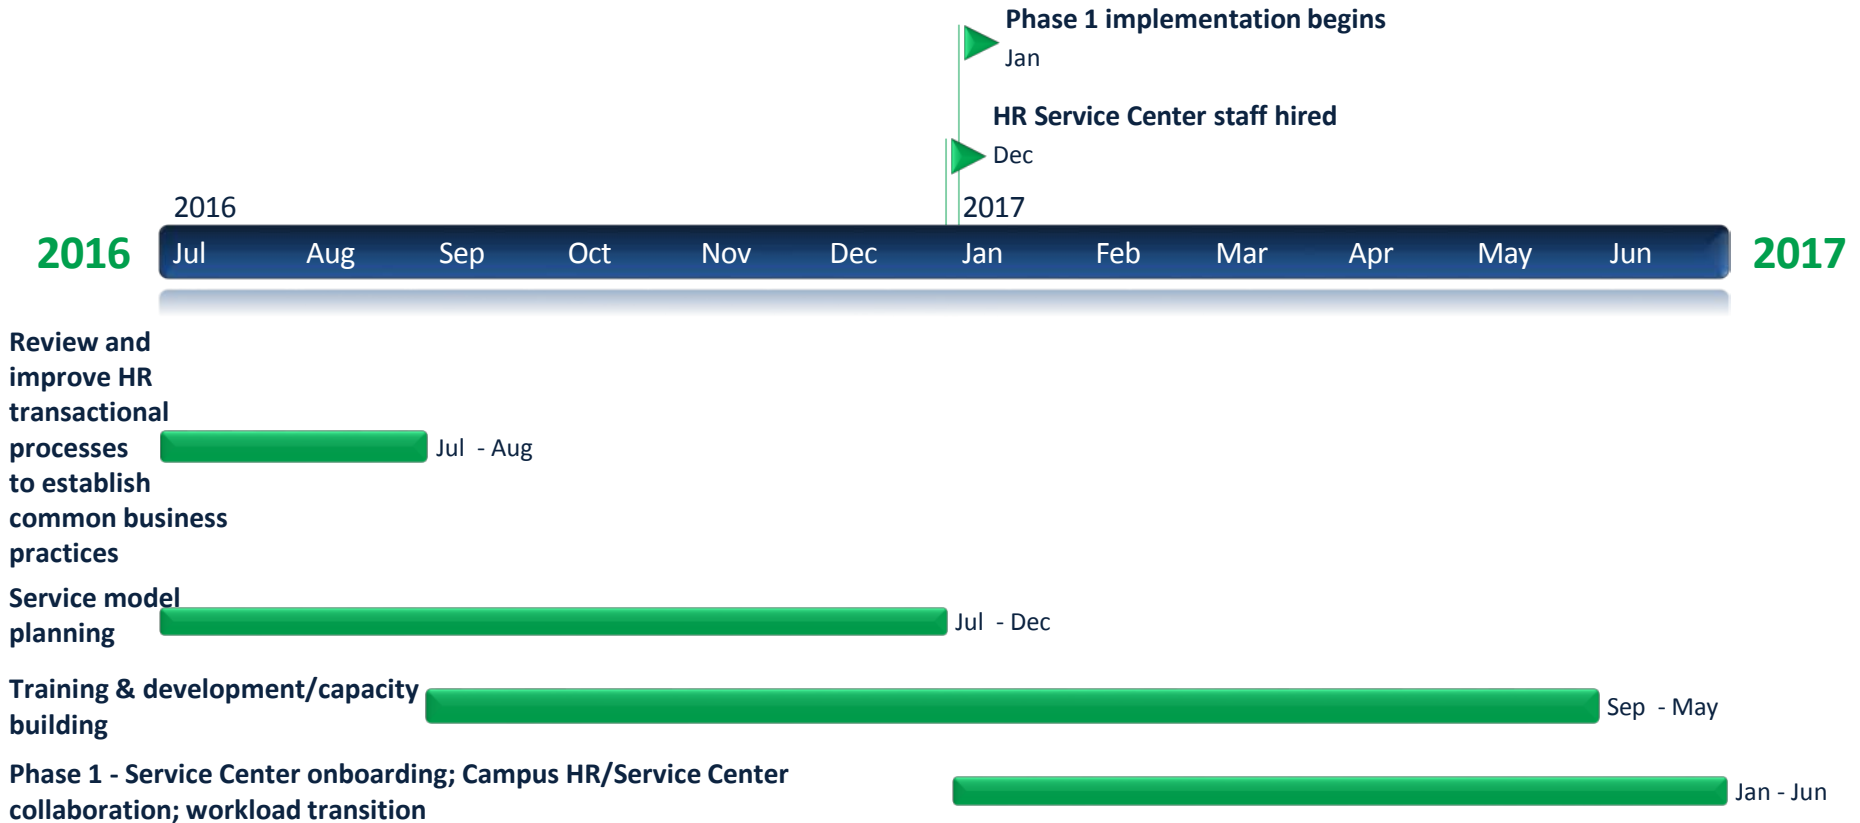 Phase 1 implementation begins
Jan
HR Service Center staff hired
Dec
2016
2017
2016
Jul
Aug
Sep
Oct
Nov
Dec
Jan
Feb
Mar
Apr
May
Jun
2017
Review and
improve HR
transactional
processes
to establish
common business
practices
Jul - Aug
Service model
planning
Jul - Dec
Training & development/capacity
building
Sep - May
Phase 1 - Service Center onboarding; Campus HR/Service Center
collaboration; workload transition
Jan - Jun